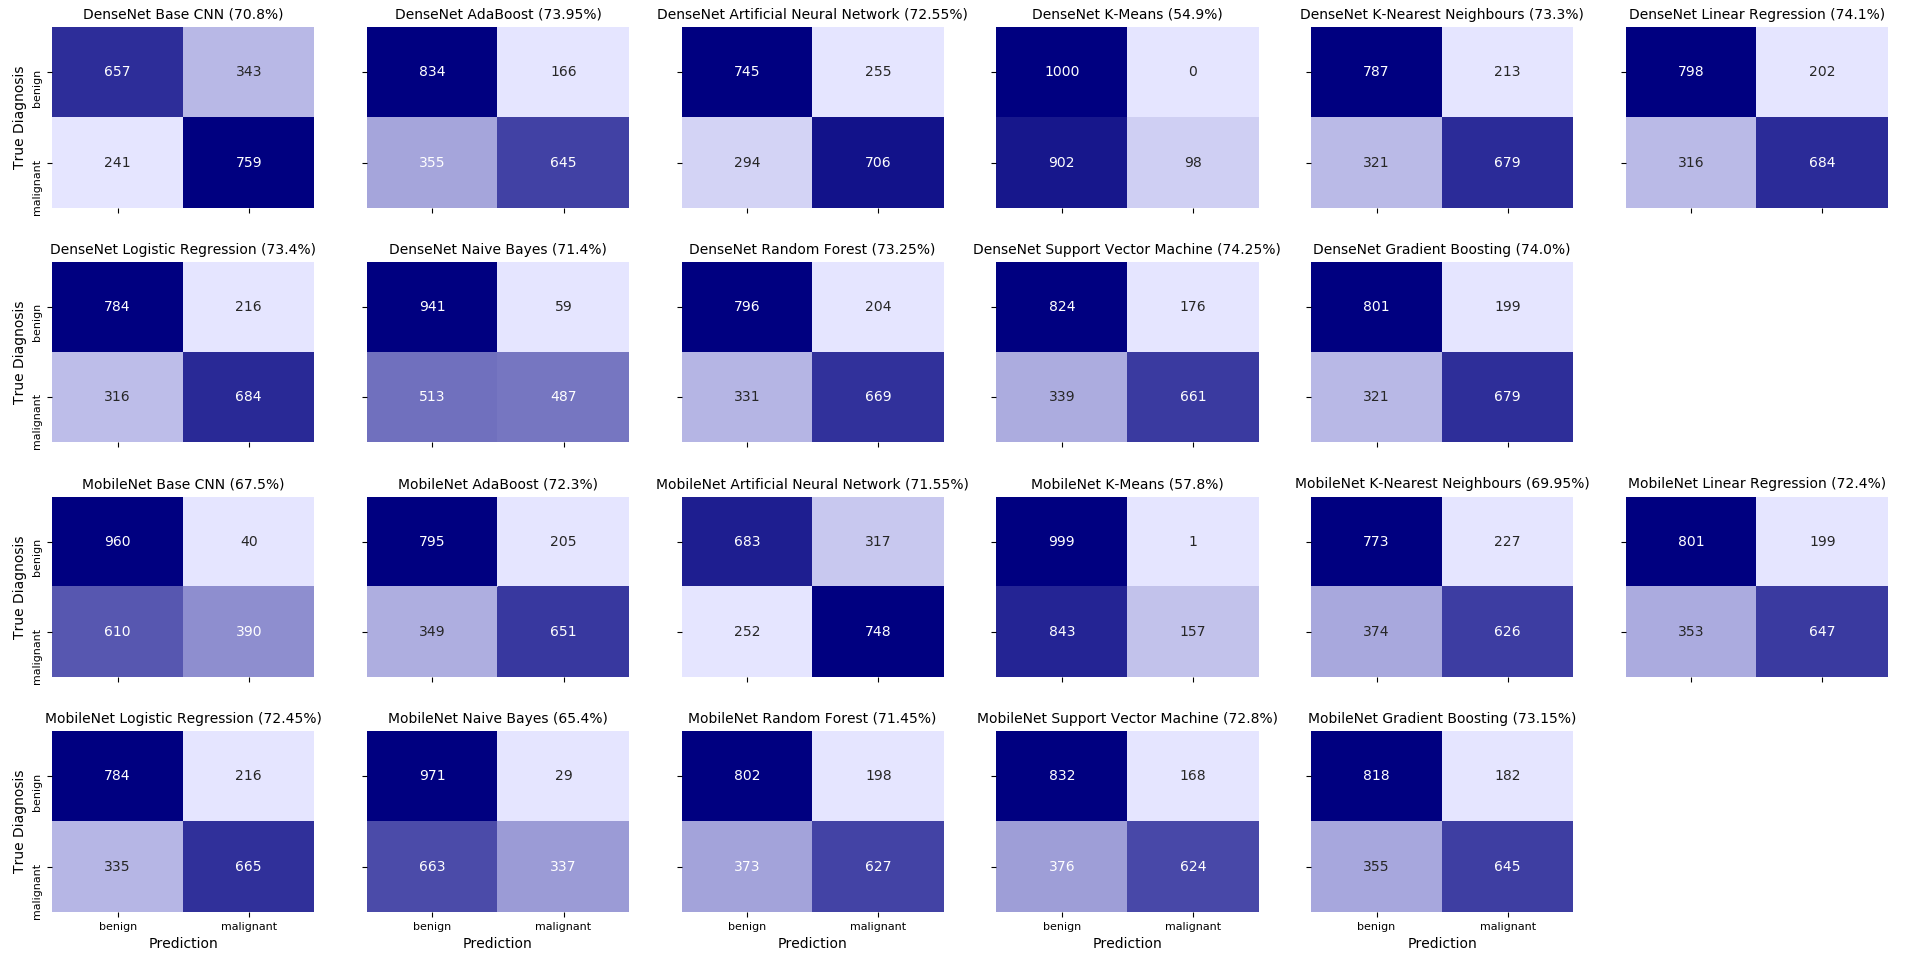 DenseNet Base CNN (70.8%) DenseNet AdaBoost (73.95%) DenseNet Artificial Neural Network (72.55%) DenseNet K-Means (54.9%) DenseNet K-Nearest Neighbours (73.3%) DenseNet Linear Regression (74.1%)
True Diagnosis
benign
657 343 834 166 745 255 1000 0 787 213 798 202
malignant
241 759 355 645 294 706 902 98 321 679 316 684
DenseNet Logistic Regression (73.4%) DenseNet Naive Bayes (71.4%) DenseNet Random Forest (73.25%) DenseNet Support Vector Machine (74.25%) DenseNet Gradient Boosting (74.0%)
True Diagnosis
benign
784 216 941 59 796 204 824 176 801 199
malignant
316 684 513 487 331 669 339 661 321 679
MobileNet Base CNN (67.5%) MobileNet AdaBoost (72.3%) MobileNet Artificial Neural Network (71.55%) MobileNet K-Means (57.8%) MobileNet K-Nearest Neighbours (69.95%) MobileNet Linear Regression (72.4%)
True Diagnosis
benign
960 40 795 205 683 317 999 1 773 227 801 199
malignant
610 390 349 651 252 748 843 157 374 626 353 647
MobileNet Logistic Regression (72.45%) MobileNet Naive Bayes (65.4%) MobileNet Random Forest (71.45%) MobileNet Support Vector Machine (72.8%) MobileNet Gradient Boosting (73.15%)
True Diagnosis
benign
784 216 971 29 802 198 832 168 818 182
malignant
335 665 663 337 373 627 376 624 355 645
benign malignant benign malignant benign malignant benign malignant benign malignant
Prediction Prediction Prediction Prediction Prediction